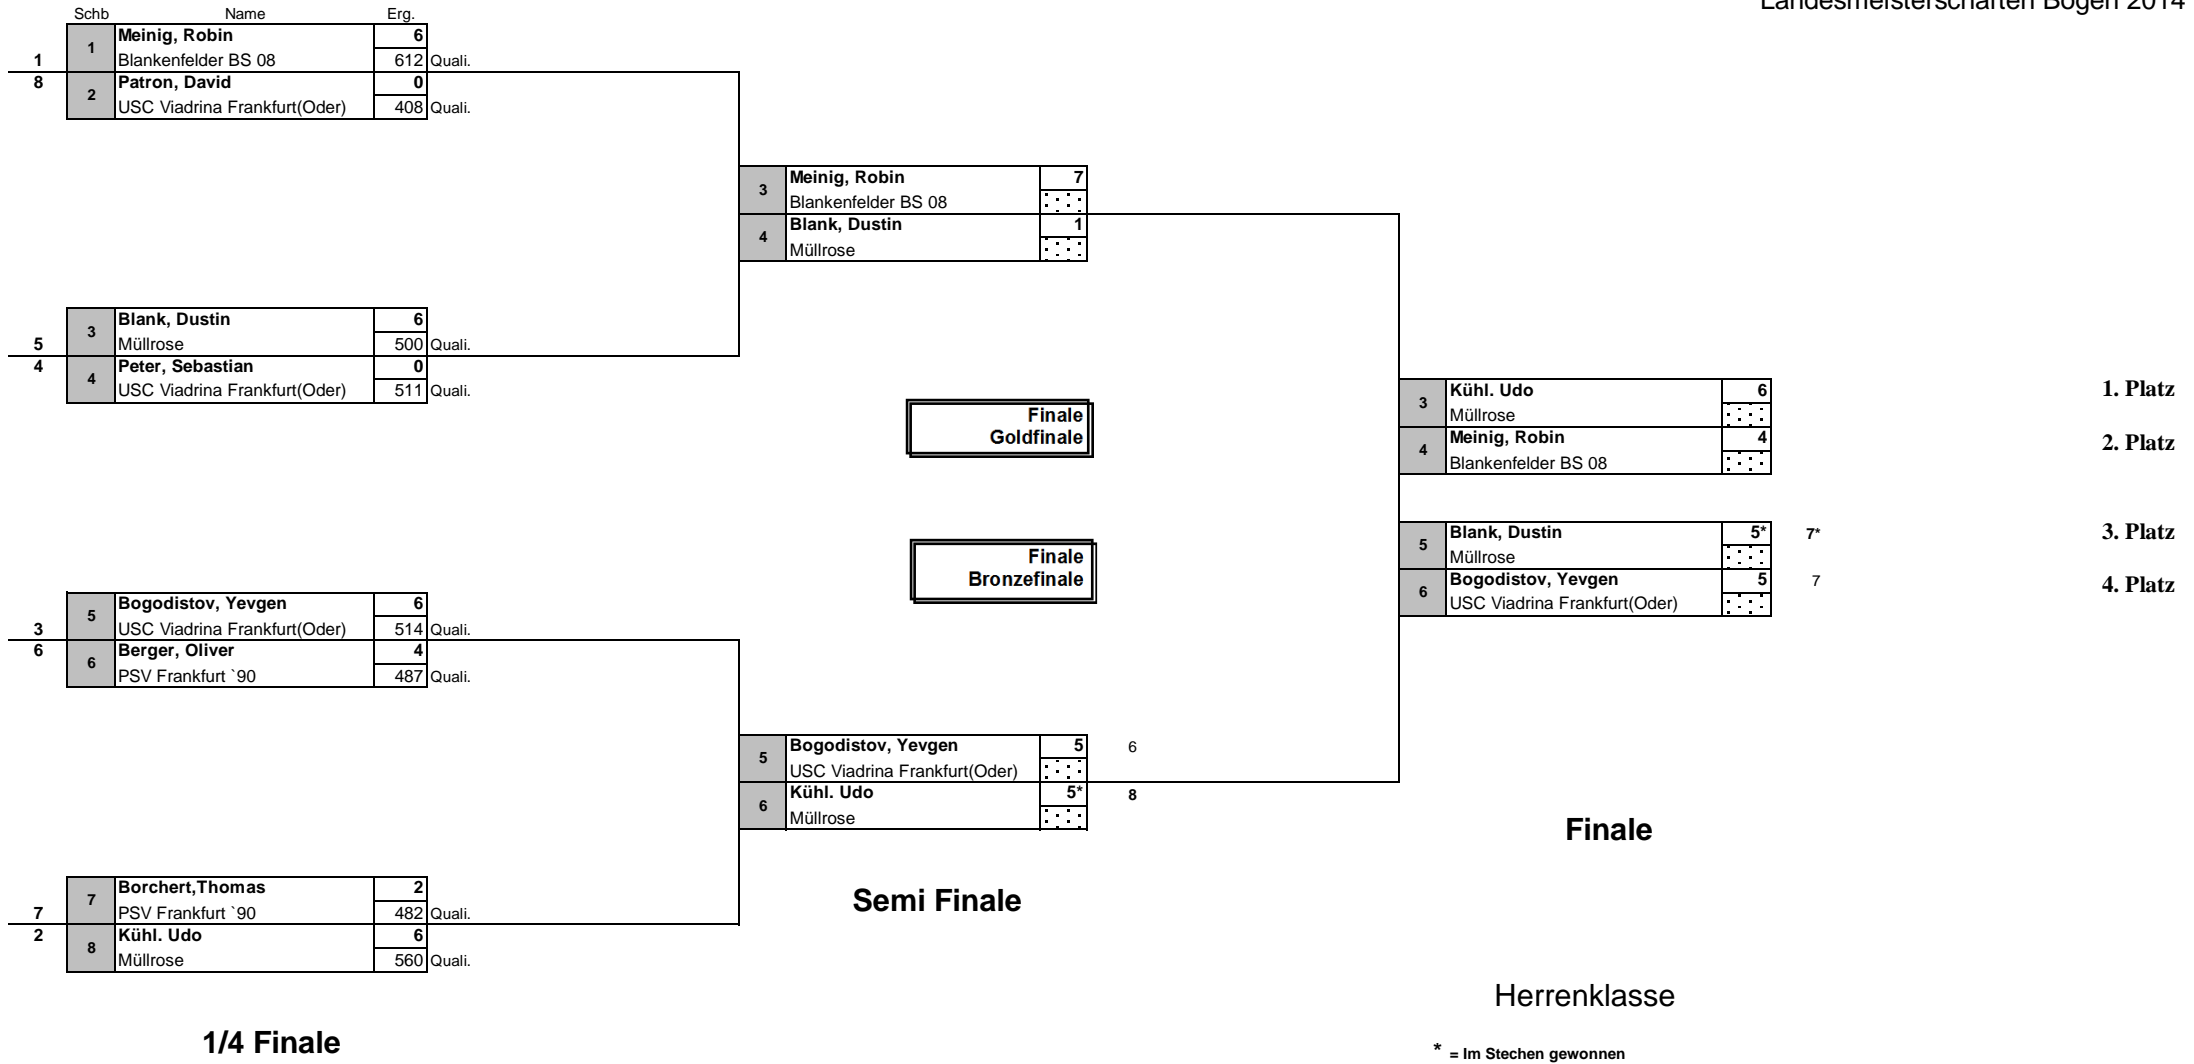 Landesmeisterschaften Bogen 2014
Schb Name Erg.
1 Meinig, Robin 6
1 Blankenfelder BS 08 612 Quali.
8 Patron, David 0
2 USC Viadrina Frankfurt(Oder) 408 Quali.
3 Meinig, Robin 7
Blankenfelder BS 08
4 Blank, Dustin 1
Müllrose
3 Blank, Dustin 6
5 Müllrose 500 Quali.
4 Peter, Sebastian 0
4 USC Viadrina Frankfurt(Oder) 511 Quali.
3 Kühl. Udo 6 1. Platz
Müllrose
4 Meinig, Robin 4 2. Platz
Blankenfelder BS 08
Finale
Goldfinale
5 Blank, Dustin 5* 7* 3. Platz
Müllrose
6 Bogodistov, Yevgen 5 7 4. Platz
USC Viadrina Frankfurt(Oder)
Finale
Bronzefinale
5 Bogodistov, Yevgen 6
3 USC Viadrina Frankfurt(Oder) 514 Quali.
6 Berger, Oliver 4
6 PSV Frankfurt `90 487 Quali.
5 Bogodistov, Yevgen 5 6
USC Viadrina Frankfurt(Oder)
6 Kühl. Udo 5* 8
Müllrose
Finale
7 Borchert,Thomas 2
7 PSV Frankfurt `90 482 Quali.
2 Kühl. Udo 6
8 Müllrose 560 Quali.
Semi Finale
Herrenklasse
1/4 Finale
* = Im Stechen gewonnen